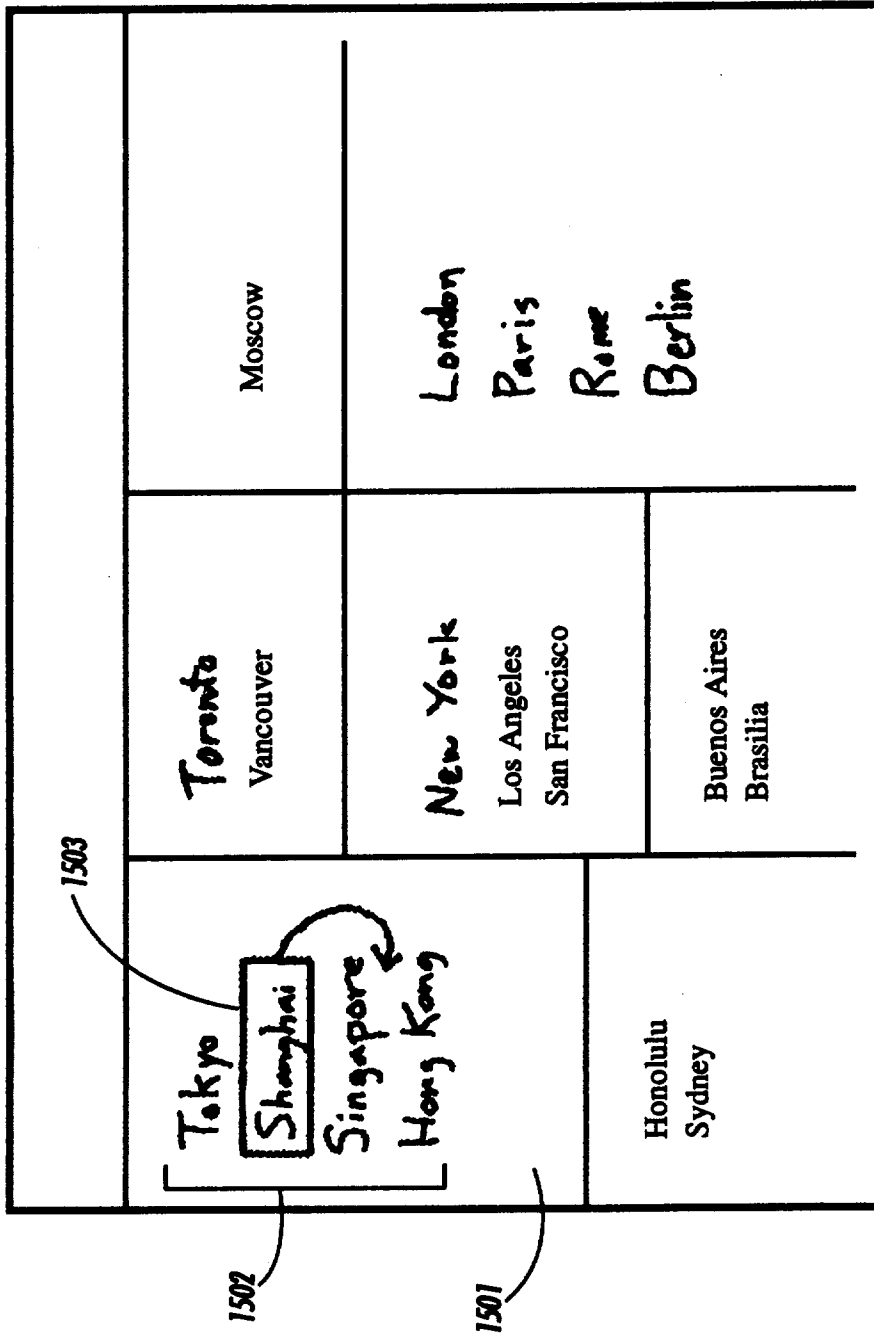 1503
Tokyo
Shanghai
Singapore
Hong Kong
1502
1501
Honolulu
Sydney
Toronto
Vancouver
New York
Los Angeles
San Francisco
Buenos Aires
Brasilia
Moscow
London
Paris
Rome
Berlin